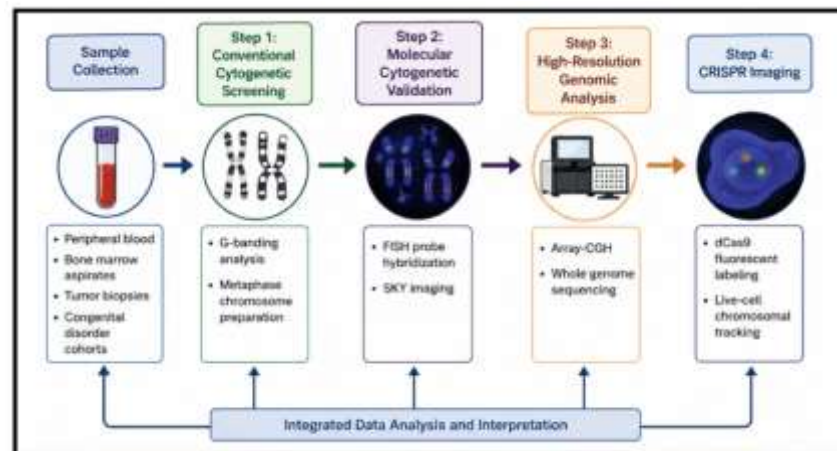 Sample
Collection
Step 1:
Conventional
Cytogenetic
Screening
Step 2:
Molecular
Cytogenetic
Validation
Step 3:
High-Resolution
Genomic
Analysis
Step 4:
CRISPR Imaging
• Peripheral blood
• Bone marrow
aspirates
• Tumor biopsies
• Congenital
disorder
cohorts
• G-banding
analysis
• Metaphase
chromosome
preparation
• FISH probe
hybridization
• SKY imaging
• Array-CGH
• Whole genome
sequencing
• dCas9
fluorescent
labeling
• Live-cell
chromosomal
tracking
Integrated Data Analysis and Interpretation